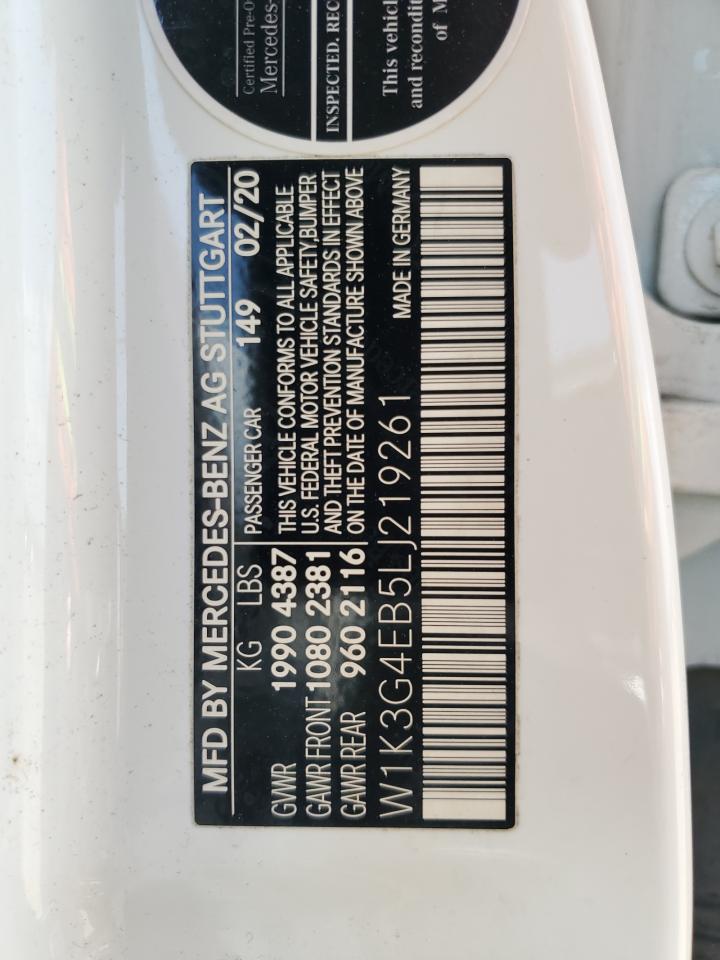 Certified Pre-O
Mercedes-
INSPECTED. REC
This vehicl
and recondit
of M
MFD BY MERCEDES-BENZ AG STUTTGART
KG LBS PASSENGER CAR 149 02/20
GVWR 1990 4387 THIS VEHICLE CONFORMS TO ALL APPLICABLE
GAWR FRONT 1080 2381 U.S. FEDERAL MOTOR VEHICLE SAFETY, BUMPER
GAWR REAR 960 2116 AND THEFT PREVENTION STANDARDS IN EFFECT
ON THE DATE OF MANUFACTURE SHOWN ABOVE
W1K3G4EB5LJ219261 MADE IN GERMANY